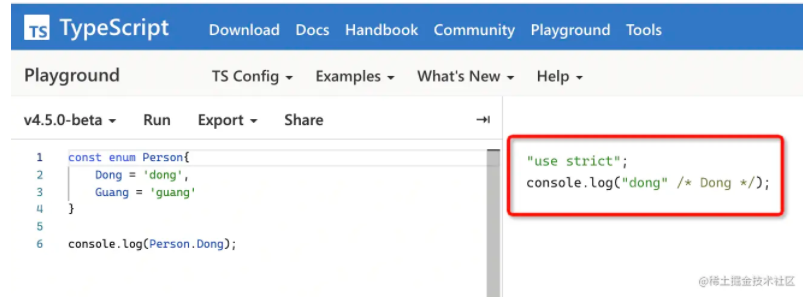 TS TypeScript Download Docs Handbook Community Playground Tools
Playground TS Config Examples What's New Help
v4.5.0-beta Run Export Share
1 const enum Person{
2 Dong = 'dong',
3 Guang = 'guang'
4 }
5
6 console.log(Person.Dong);
"use strict";
console.log("dong" /* Dong */);
@稀土掘金技术社区